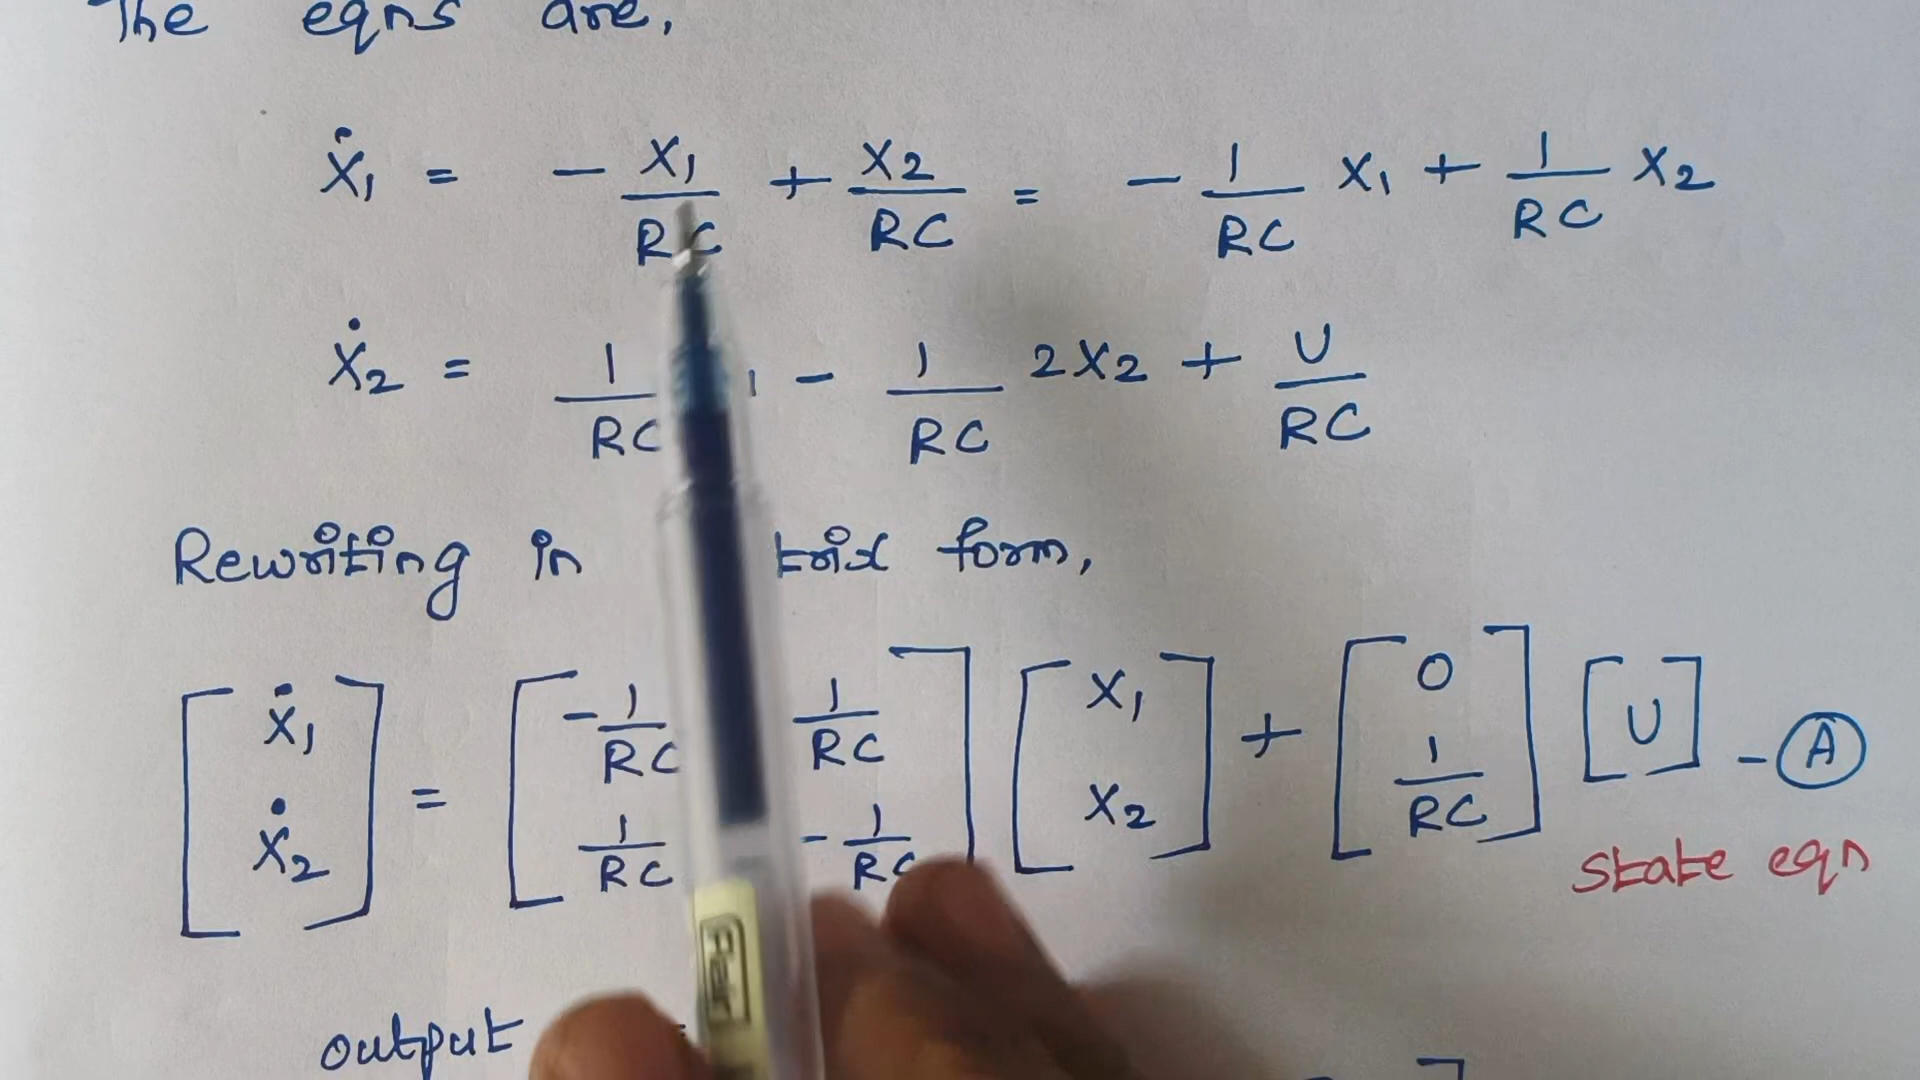 The eqns are,
ẋ₁ = - x₁/RC + x₂/RC = - 1/RC x₁ + 1/RC x₂
ẋ₂ = 1/RC ₁ - 1/RC 2x₂ + U/RC
Rewriting in trix form,
[ẋ₁ ẋ₂] = [-1/RC 1/RC 1/RC -1/RC] [x₁ x₂] + [0 1/RC] [U] - Ⓐ
state eqn
output